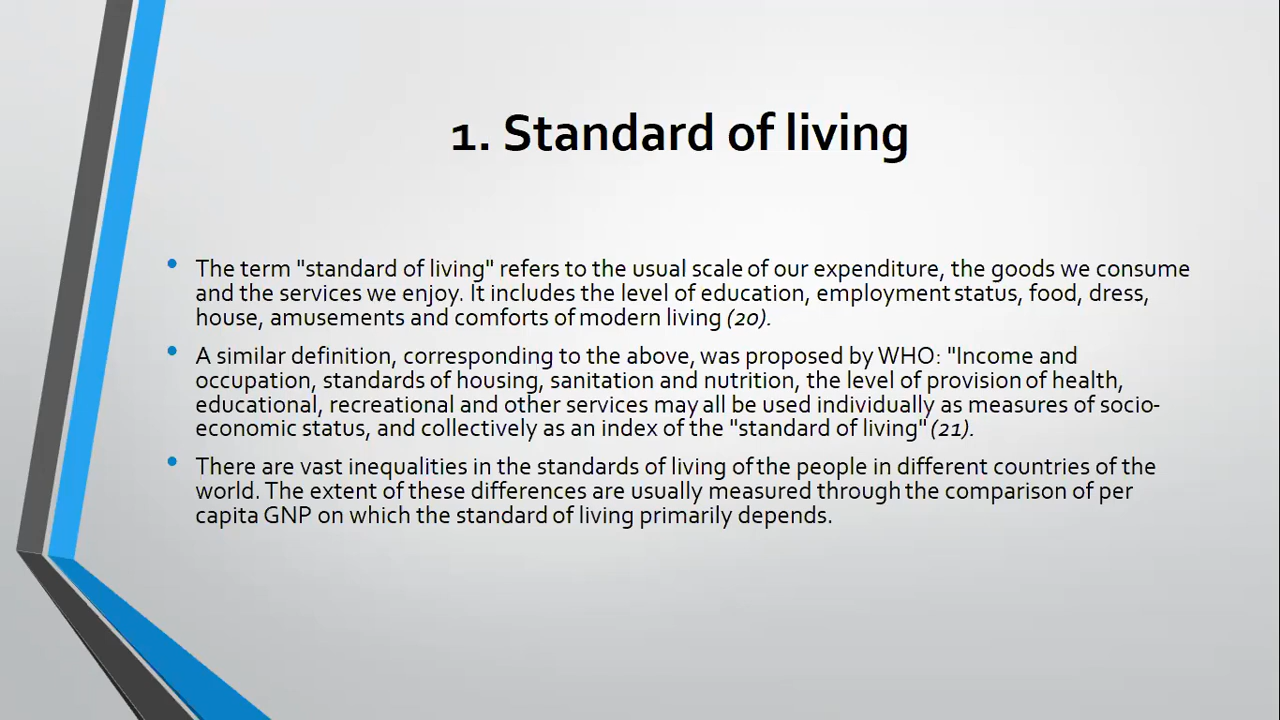 1. Standard of living
• The term "standard of living" refers to the usual scale of our expenditure, the goods we consume
and the services we enjoy. It includes the level of education, employment status, food, dress,
house, amusements and comforts of modern living (20).
• A similar definition, corresponding to the above, was proposed by WHO: "Income and
occupation, standards of housing, sanitation and nutrition, the level of provision of health,
educational, recreational and other services may all be used individually as measures of socio-
economic status, and collectively as an index of the "standard of living" (21).
• There are vast inequalities in the standards of living of the people in different countries of the
world. The extent of these differences are usually measured through the comparison of per
capita GNP on which the standard of living primarily depends.